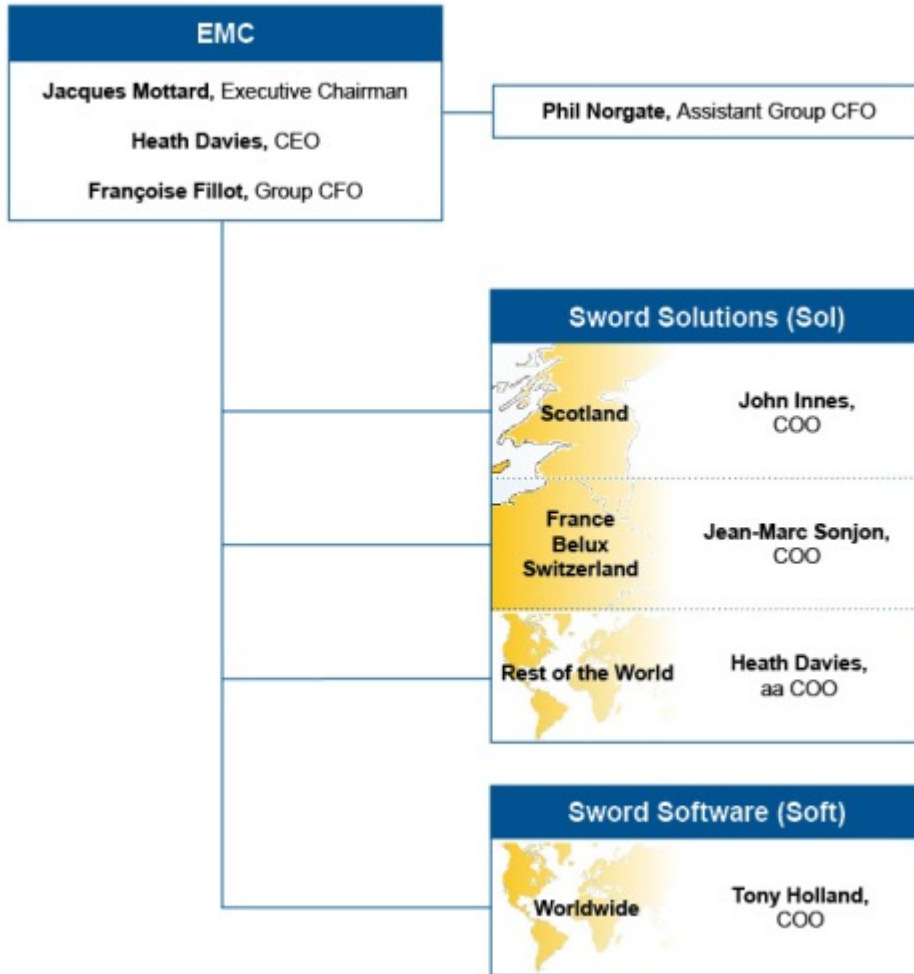 EMC
Jacques Mottard, Executive Chairman
Phil Norgate, Assistant Group CFO
Heath Davies, CEO
Françoise Fillot, Group CFO
Sword Solutions (Sol)
Scotland
John Innes,
COO
France
Belux
Switzerland
Jean-Marc Sonjon,
COO
Rest of the World
Heath Davies,
aa COO
Sword Software (Soft)
Worldwide
Tony Holland,
COO